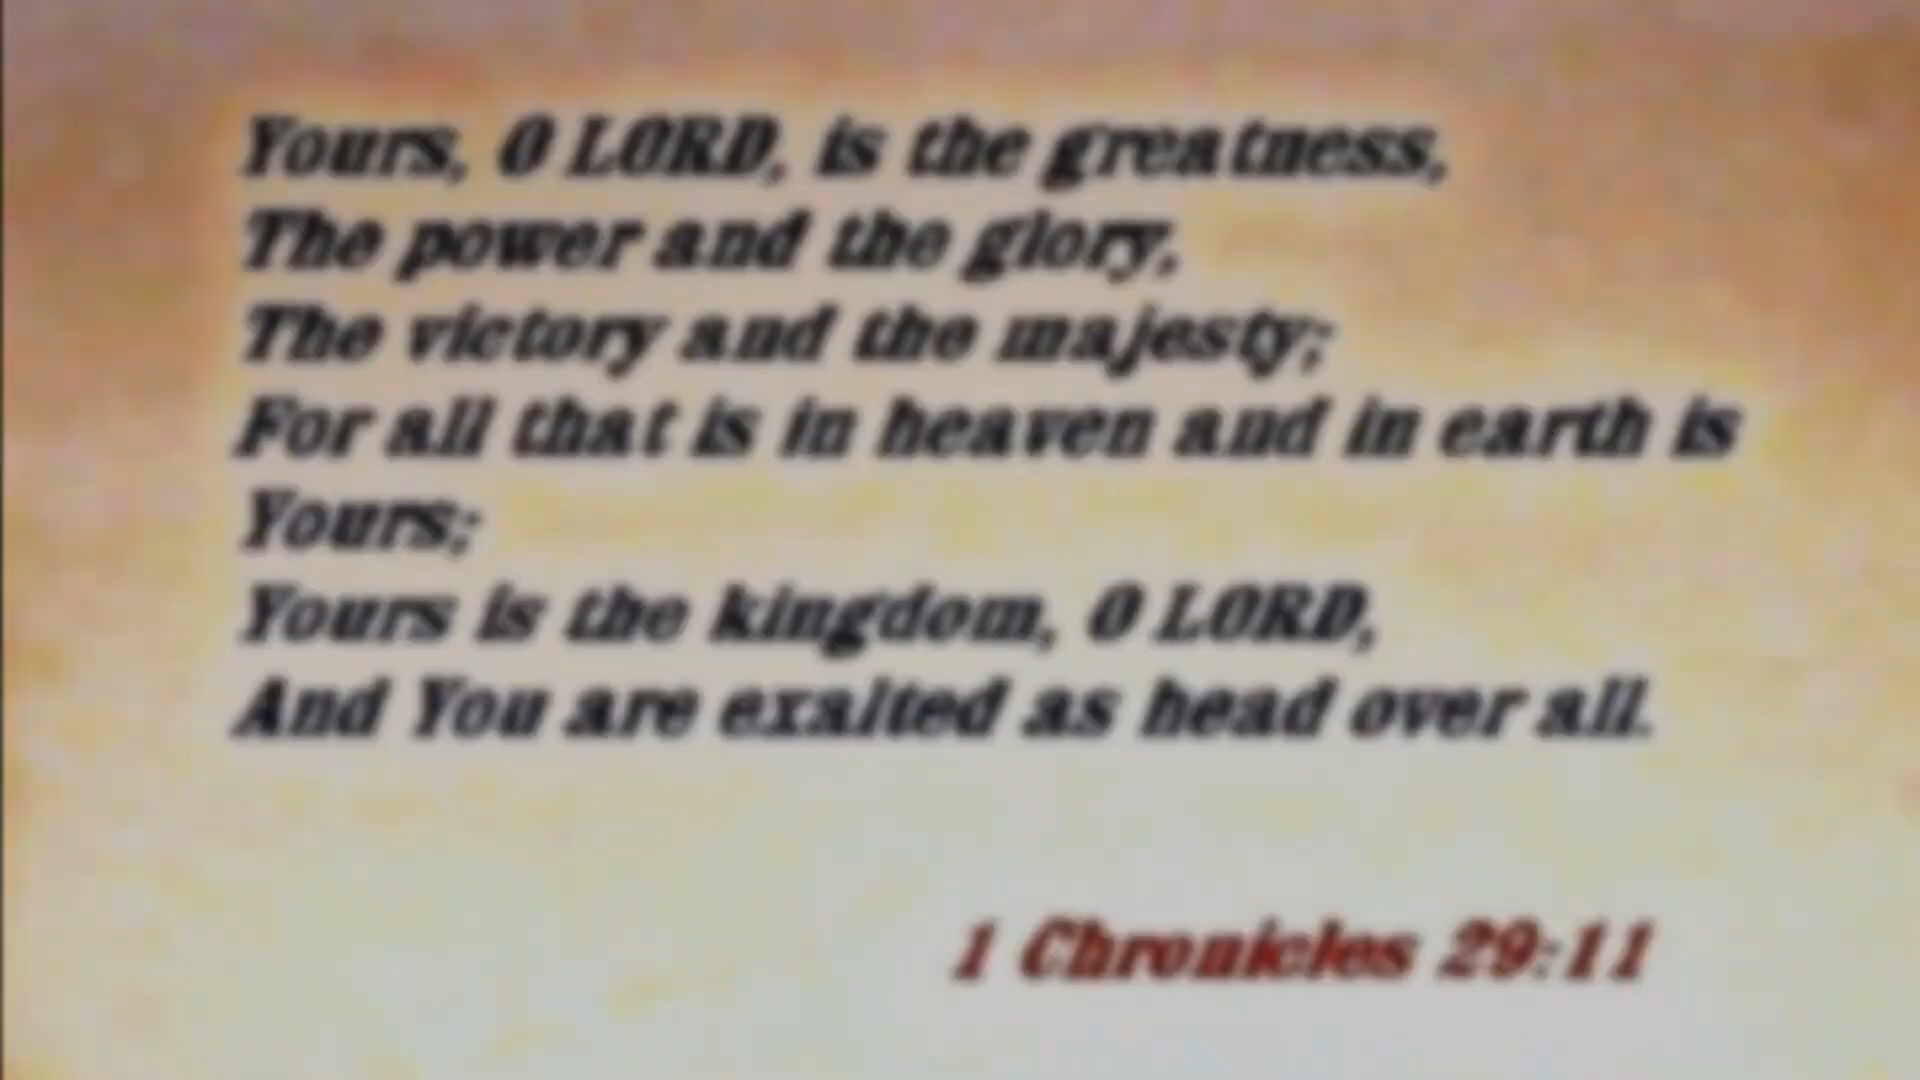 Yours, O LORD, is the greatness,
The power and the glory,
The victory and the majesty;
For all that is in heaven and in earth is
Yours;
Yours is the kingdom, O LORD,
And You are exalted as head over all.
1 Chronicles 29:11